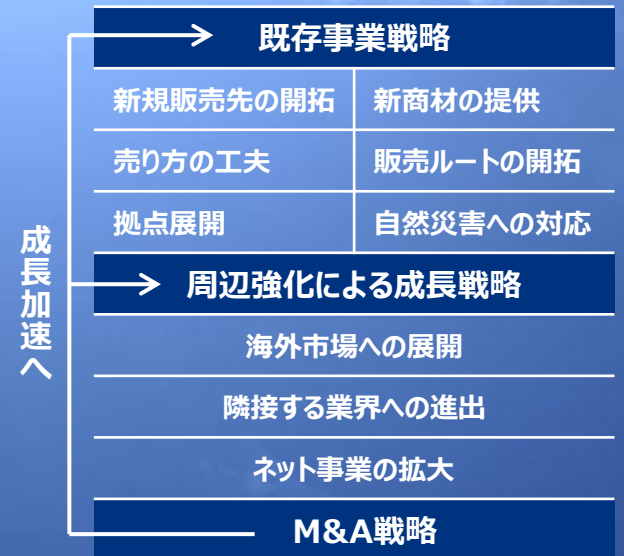 既存事業戦略
新規販売先の開拓 新商材の提供
売り方の工夫 販売ルートの開拓
拠点展開 自然災害への対応
周辺強化による成長戦略
海外市場への展開
隣接する業界への進出
ネット事業の拡大
M&A戦略
成長加速へ